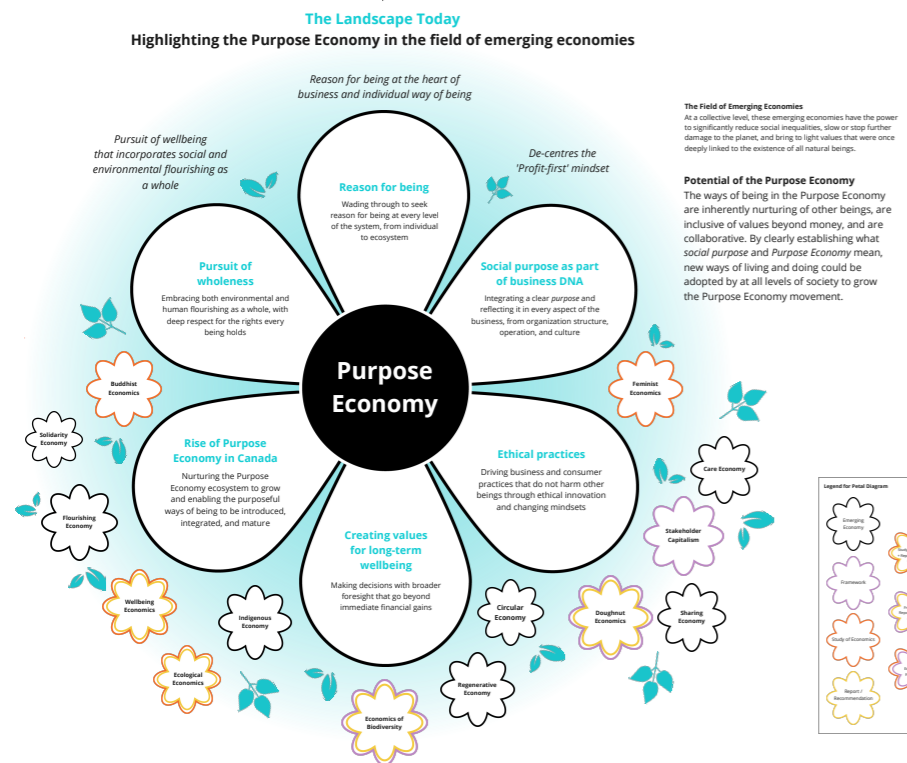 The Landscape Today
Highlighting the Purpose Economy in the field of emerging economies
Reason for being at the heart of
business and individual way of being
Pursuit of wellbeing
that incorporates social and
environmental flourishing as
a whole
De-centres the
'Profit-first' mindset
The Field of Emerging Economies
At a collective level, these emerging economies have the power
to significantly reduce social inequalities, slow or stop further
damage to the planet, and bring to light values that were once
deeply linked to the existence of all natural beings.
Potential of the Purpose Economy
The ways of being in the Purpose Economy
are inherently nurturing of other beings, are
inclusive of values beyond money, and are
collaborative. By clearly establishing what
social purpose and Purpose Economy mean,
new ways of living and doing could be
adopted by at all levels of society to grow
the Purpose Economy movement.
Reason for being
Wading through to seek
reason for being at every level
of the system, from individual
to ecosystem
Pursuit of
wholeness
Embracing both environmental and
human flourishing as a whole, with
deep respect for the rights every
being holds
Social purpose as part
of business DNA
Integrating a clear purpose and
reflecting it in every aspect of the
business, from organization structure,
operation, and culture
Purpose
Economy
Rise of Purpose
Economy in Canada
Nurturing the Purpose
Economy ecosystem to grow
and enabling the purposeful
ways of being to be introduced,
integrated, and mature
Ethical practices
Driving business and consumer
practices that do not harm other
beings through ethical innovation
and changing mindsets
Creating values
for long-term
wellbeing
Making decisions with broader
foresight that go beyond
immediate financial gains
Buddhist
Economics
Solidarity
Economy
Flourishing
Economy
Wellbeing
Economics
Indigenous
Economy
Ecological
Economics
Economics of
Biodiversity
Regenerative
Economy
Circular
Economy
Doughnut
Economics
Sharing
Economy
Stakeholder
Capitalism
Care Economy
Feminist
Economics
Legend for Petal Diagram
Emerging
Economy
Framework
Study of Economics
Report /
Recommendation